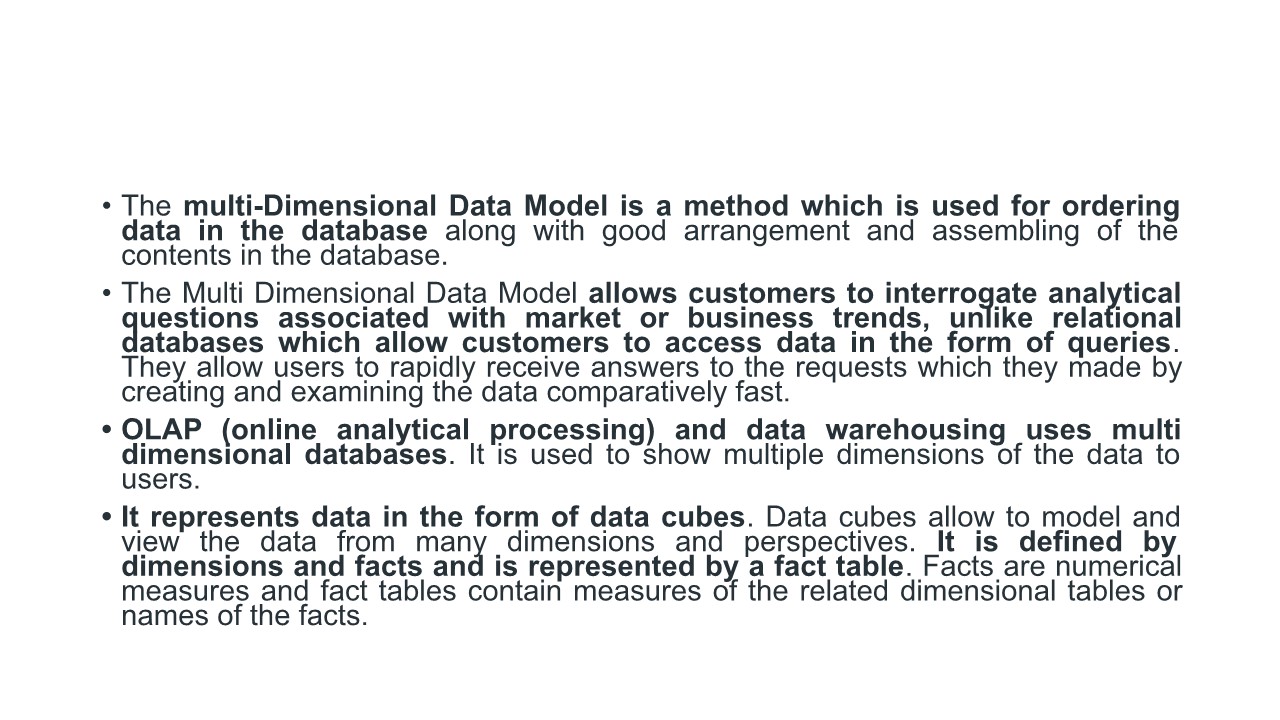 • The multi-Dimensional Data Model is a method which is used for ordering
data in the database along with good arrangement and assembling of the
contents in the database.
• The Multi Dimensional Data Model allows customers to interrogate analytical
questions associated with market or business trends, unlike relational
databases which allow customers to access data in the form of queries.
They allow users to rapidly receive answers to the requests which they made by
creating and examining the data comparatively fast.
• OLAP (online analytical processing) and data warehousing uses multi
dimensional databases. It is used to show multiple dimensions of the data to
users.
• It represents data in the form of data cubes. Data cubes allow to model and
view the data from many dimensions and perspectives. It is defined by
dimensions and facts and is represented by a fact table. Facts are numerical
measures and fact tables contain measures of the related dimensional tables or
names of the facts.